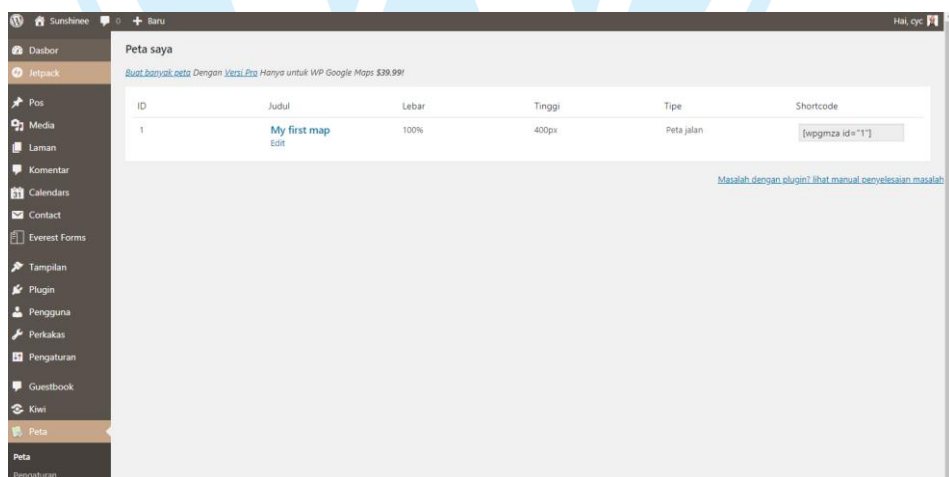 Sunshinee 0 + Baru Hai, cyc
Dasbor
Jetpack
Pos
Media
Laman
Komentar
31 Calendars
Contact
Everest Forms
Tampilan
Plugin
Pengguna
Perkakas
Pengaturan
Guestbook
Kiwi
Peta
Peta
Pengaturan
Peta saya
Buat banyak peta Dengan Versi Pro Hanya untuk WP Google Maps $39.99!
ID Judul Lebar Tinggi Tipe Shortcode
1 My first map 100% 400px Peta jalan [wpgmza id="1"]
Edit
Masalah dengan plugin? lihat manual penyelesaian masalah